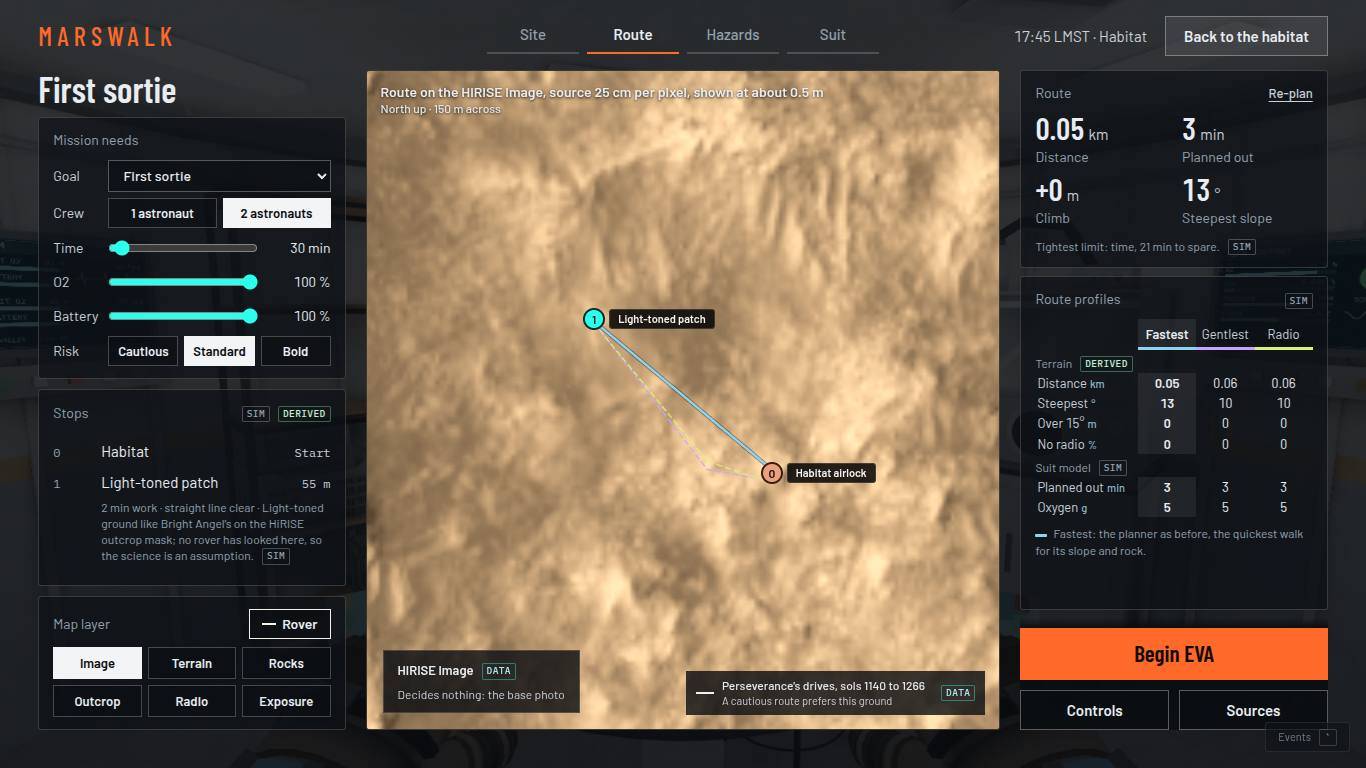 MARSWALK
Site
Route
Hazards
Suit
17:45 LMST · Habitat
Back to the habitat
First sortie
Mission needs
Goal
First sortie
Crew
1 astronaut
2 astronauts
Time
30 min
O2
100 %
Battery
100 %
Risk
Cautious
Standard
Bold
Stops
SIM
DERIVED
0 Habitat Start
1 Light-toned patch 55 m
2 min work · straight line clear · Light-toned
ground like Bright Angel's on the HiRISE
outcrop mask; no rover has looked here, so
the science is an assumption. SIM
Map layer
Rover
Image
Terrain
Rocks
Outcrop
Radio
Exposure
Route on the HiRISE Image, source 25 cm per pixel, shown at about 0.5 m
North up · 150 m across
1
Light-toned patch
0
Habitat airlock
HiRISE Image DATA
Decides nothing: the base photo
Perseverance's drives, sols 1140 to 1266
A cautious route prefers this ground
DATA
Route
Re-plan
0.05 km
Distance
3 min
Planned out
+0 m
Climb
13 °
Steepest slope
Tightest limit: time, 21 min to spare. SIM
Route profiles
SIM
Fastest Gentlest Radio
Terrain DERIVED
Distance km 0.05 0.06 0.06
Steepest ° 13 10 10
Over 15° m 0 0 0
No radio % 0 0 0
Suit model SIM
Planned out min 3 3 3
Oxygen g 5 5 5
Fastest: the planner as before, the quickest walk
for its slope and rock.
Begin EVA
Controls
Sources
Events `